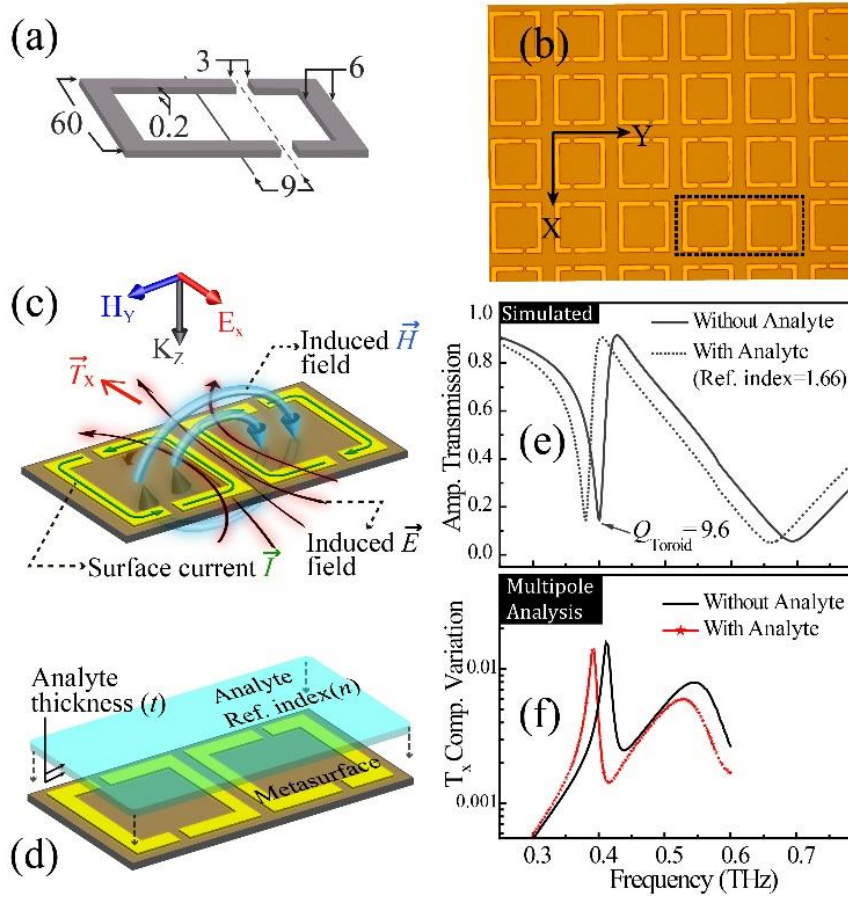 (a)
3
6
60
0.2
9
(b)
Y
X
(c)
H_Y
E_X
K_Z
Induced
field
H⃗
T⃗_X
Surface current I⃗
Induced E⃗
field
(d)
Analyte
thickness (t)
Analyte
Ref. index(n)
Metasurface
Simulated
Without Analyte
With Analyte
(Ref. index=1.66)
(e)
Q_Toroid = 9.6
Amp. Transmission
1.0
0.8
0.6
0.4
0.2
0.0
Multipole
Analysis
Without Analyte
With Analyte
(f)
T_x Comp. Variation
0.01
0.001
0.3
0.4
0.5
0.6
0.7
Frequency (THz)